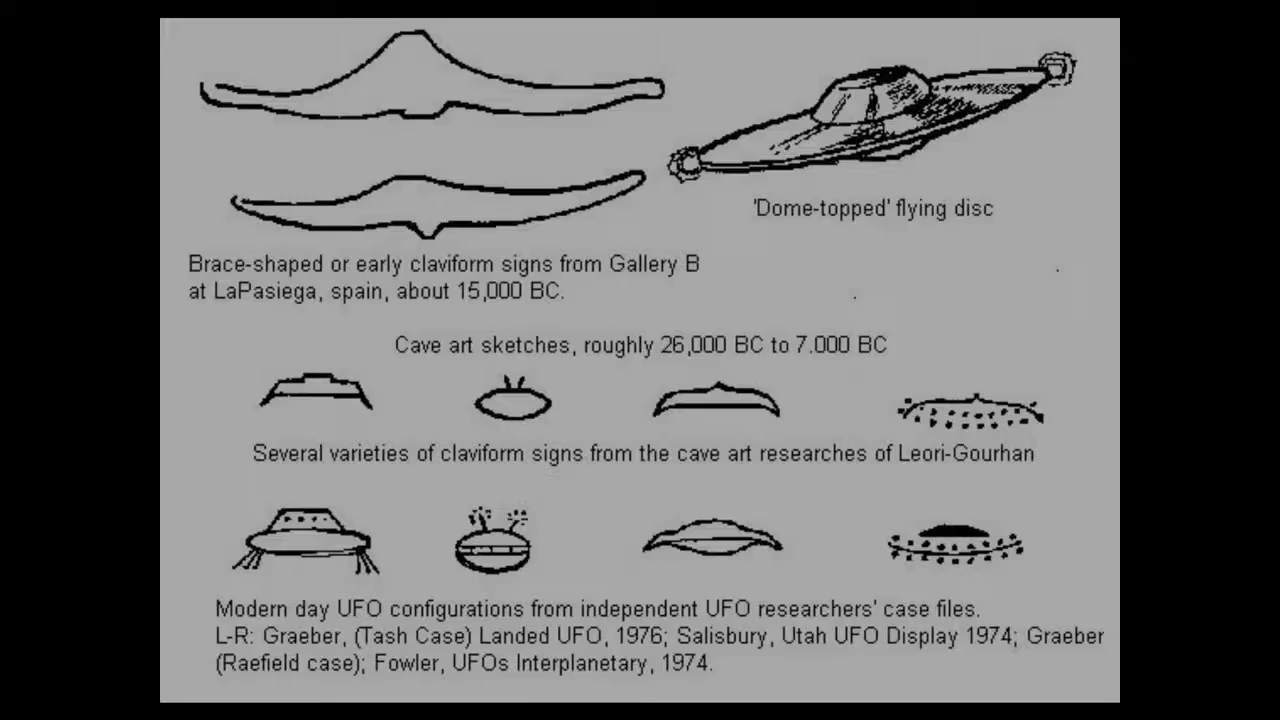 'Dome-topped' flying disc
Brace-shaped or early claviform signs from Gallery B
at LaPasiega, spain, about 15,000 BC.
Cave art sketches, roughly 26,000 BC to 7.000 BC
Several varieties of claviform signs from the cave art researches of Leori-Gourhan
Modern day UFO configurations from independent UFO researchers' case files.
L-R: Graeber, (Tash Case) Landed UFO, 1976; Salisbury, Utah UFO Display 1974; Graeber
(Raefield case); Fowler, UFOs Interplanetary, 1974.